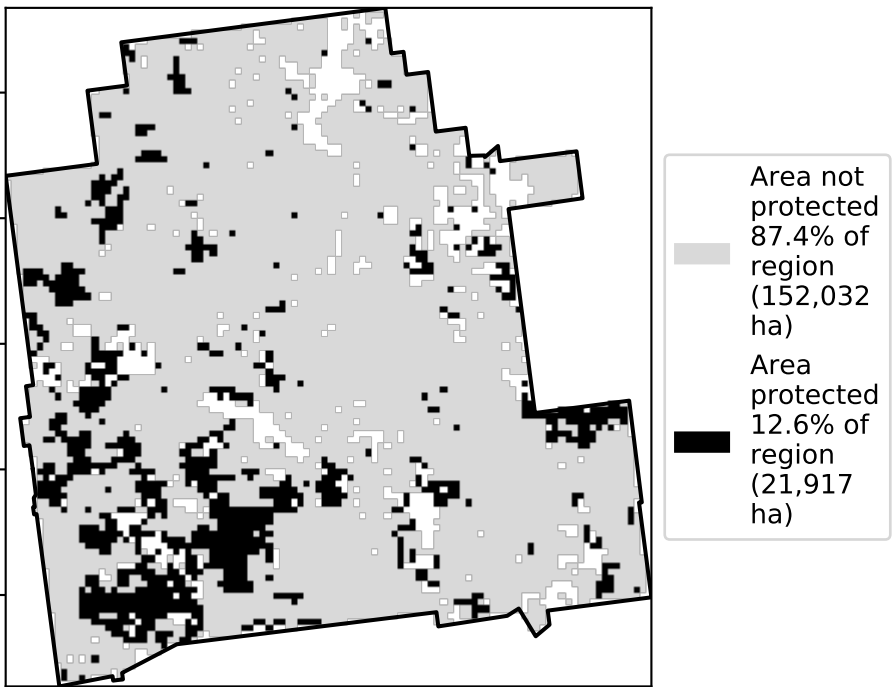 Area not
protected
87.4% of
region
(152,032
ha)
Area
protected
12.6% of
region
(21,917
ha)